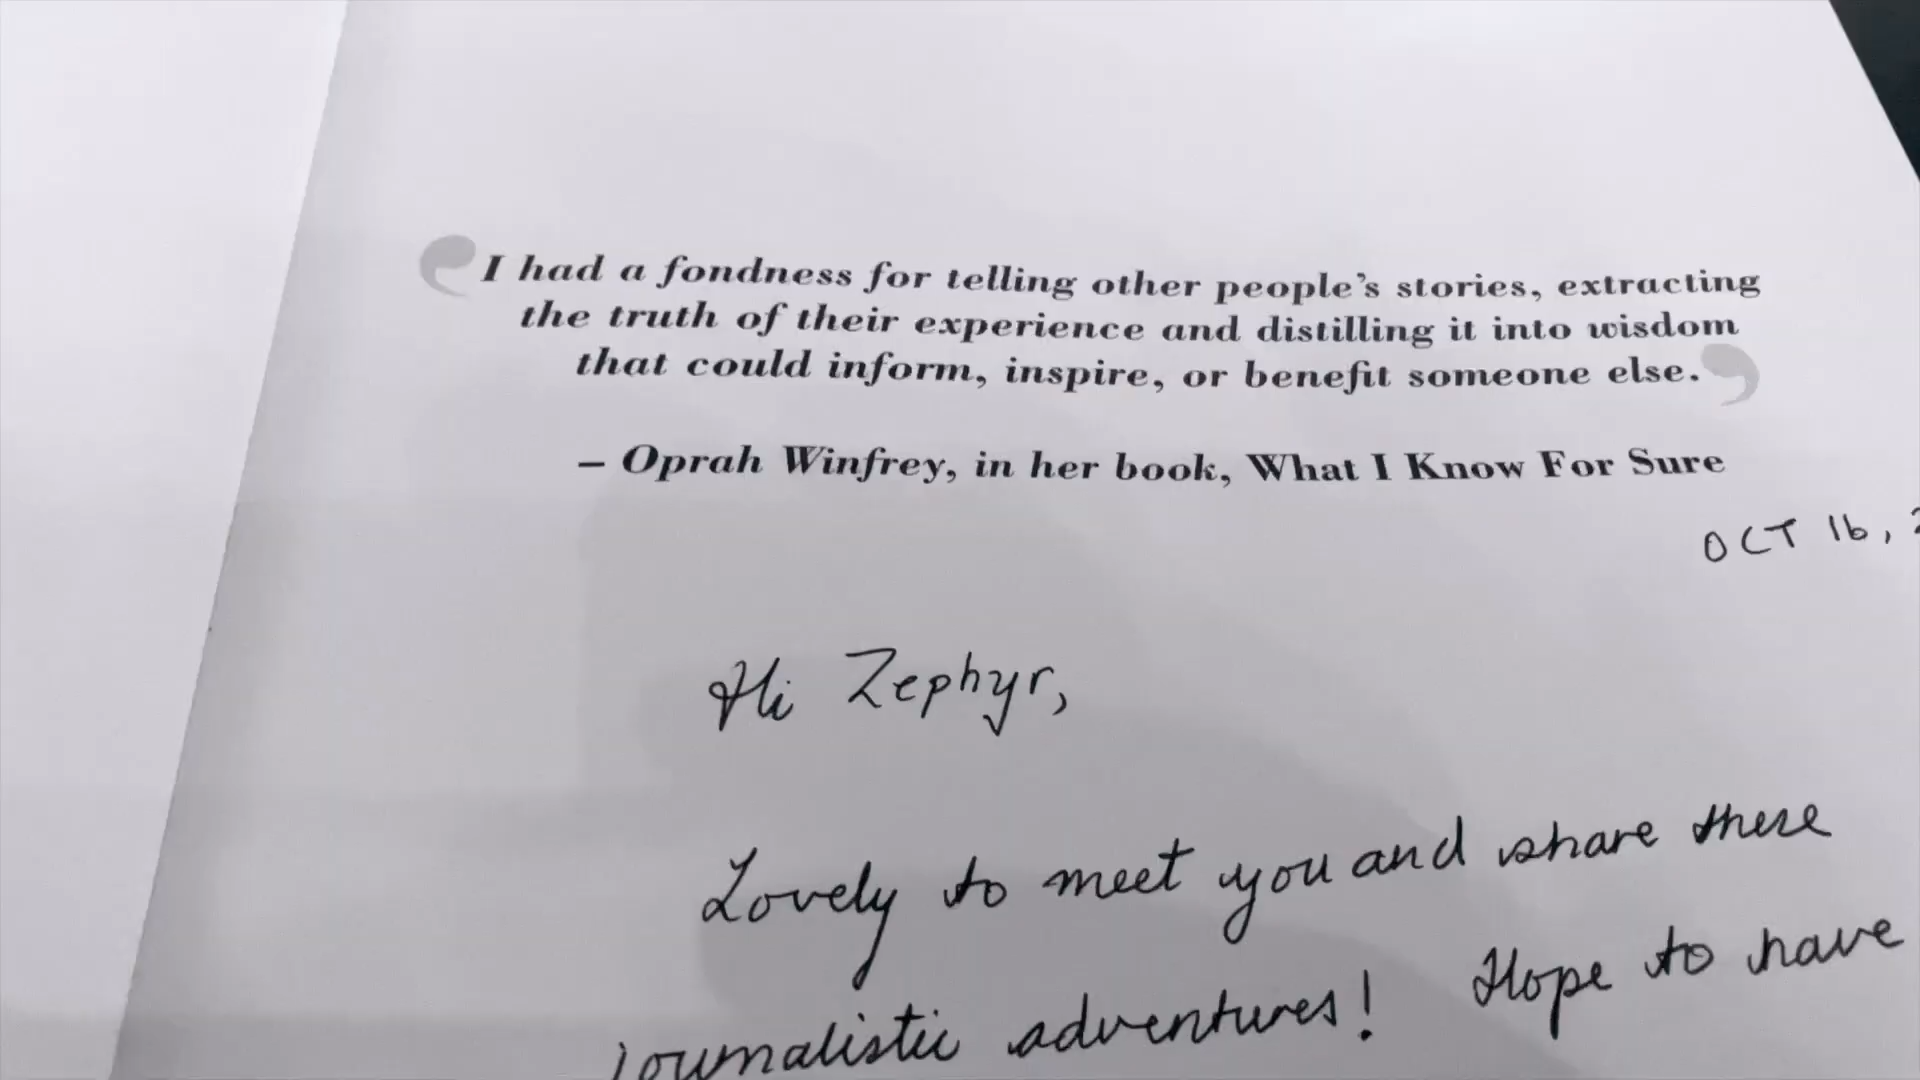 I had a fondness for telling other people's stories, extracting
the truth of their experience and distilling it into wisdom
that could inform, inspire, or benefit someone else.
– Oprah Winfrey, in her book, What I Know For Sure
OCT 16,
Hi Zephyr,
Lovely to meet you and share these
journalistic adventures! Hope to have